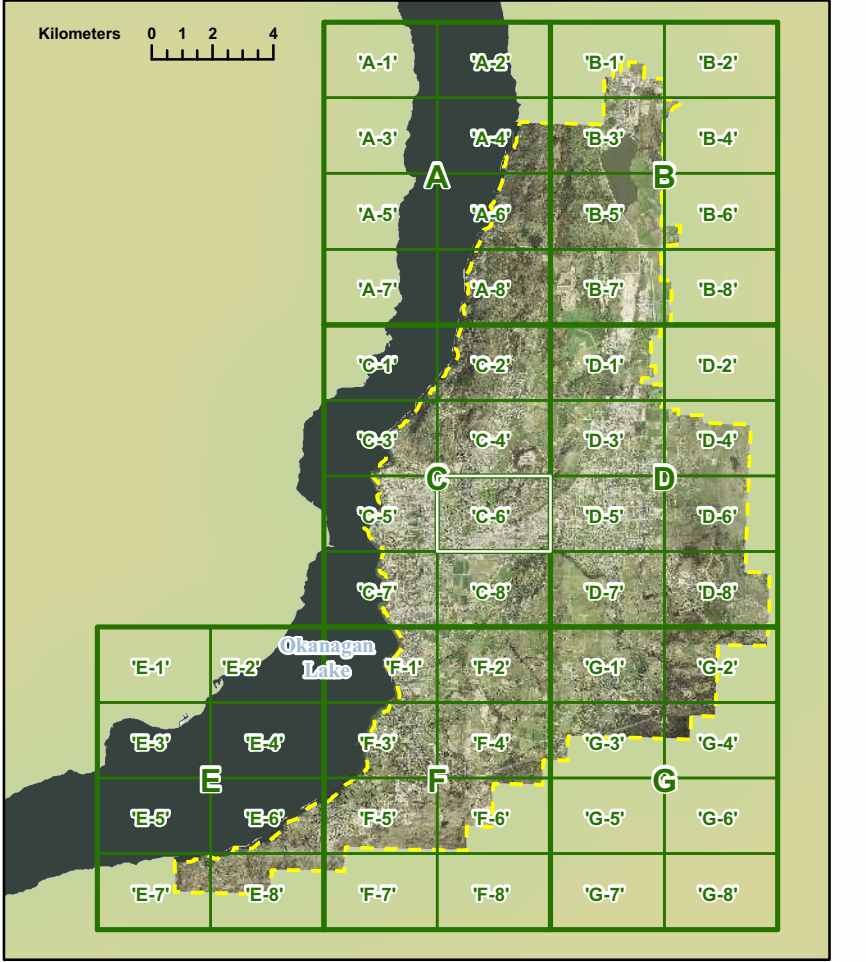 Kilometers 0 1 2 4
'A-1' 'A-2' 'B-1' 'B-2'
'A-3' 'A-4' 'B-3' 'B-4'
A B
'A-5' 'A-6' 'B-5' 'B-6'
'A-7' 'A-8' 'B-7' 'B-8'
'C-1' 'C-2' 'D-1' 'D-2'
'C-3' 'C-4' 'D-3' 'D-4'
C D
'C-5' 'C-6' 'D-5' 'D-6'
'C-7' 'C-8' 'D-7' 'D-8'
Okanagan
Lake
'E-1' 'E-2' 'F-1' 'F-2' 'G-1' 'G-2'
'E-3' 'E-4' 'F-3' 'F-4' 'G-3' 'G-4'
E F G
'E-5' 'E-6' 'F-5' 'F-6' 'G-5' 'G-6'
'E-7' 'E-8' 'F-7' 'F-8' 'G-7' 'G-8'